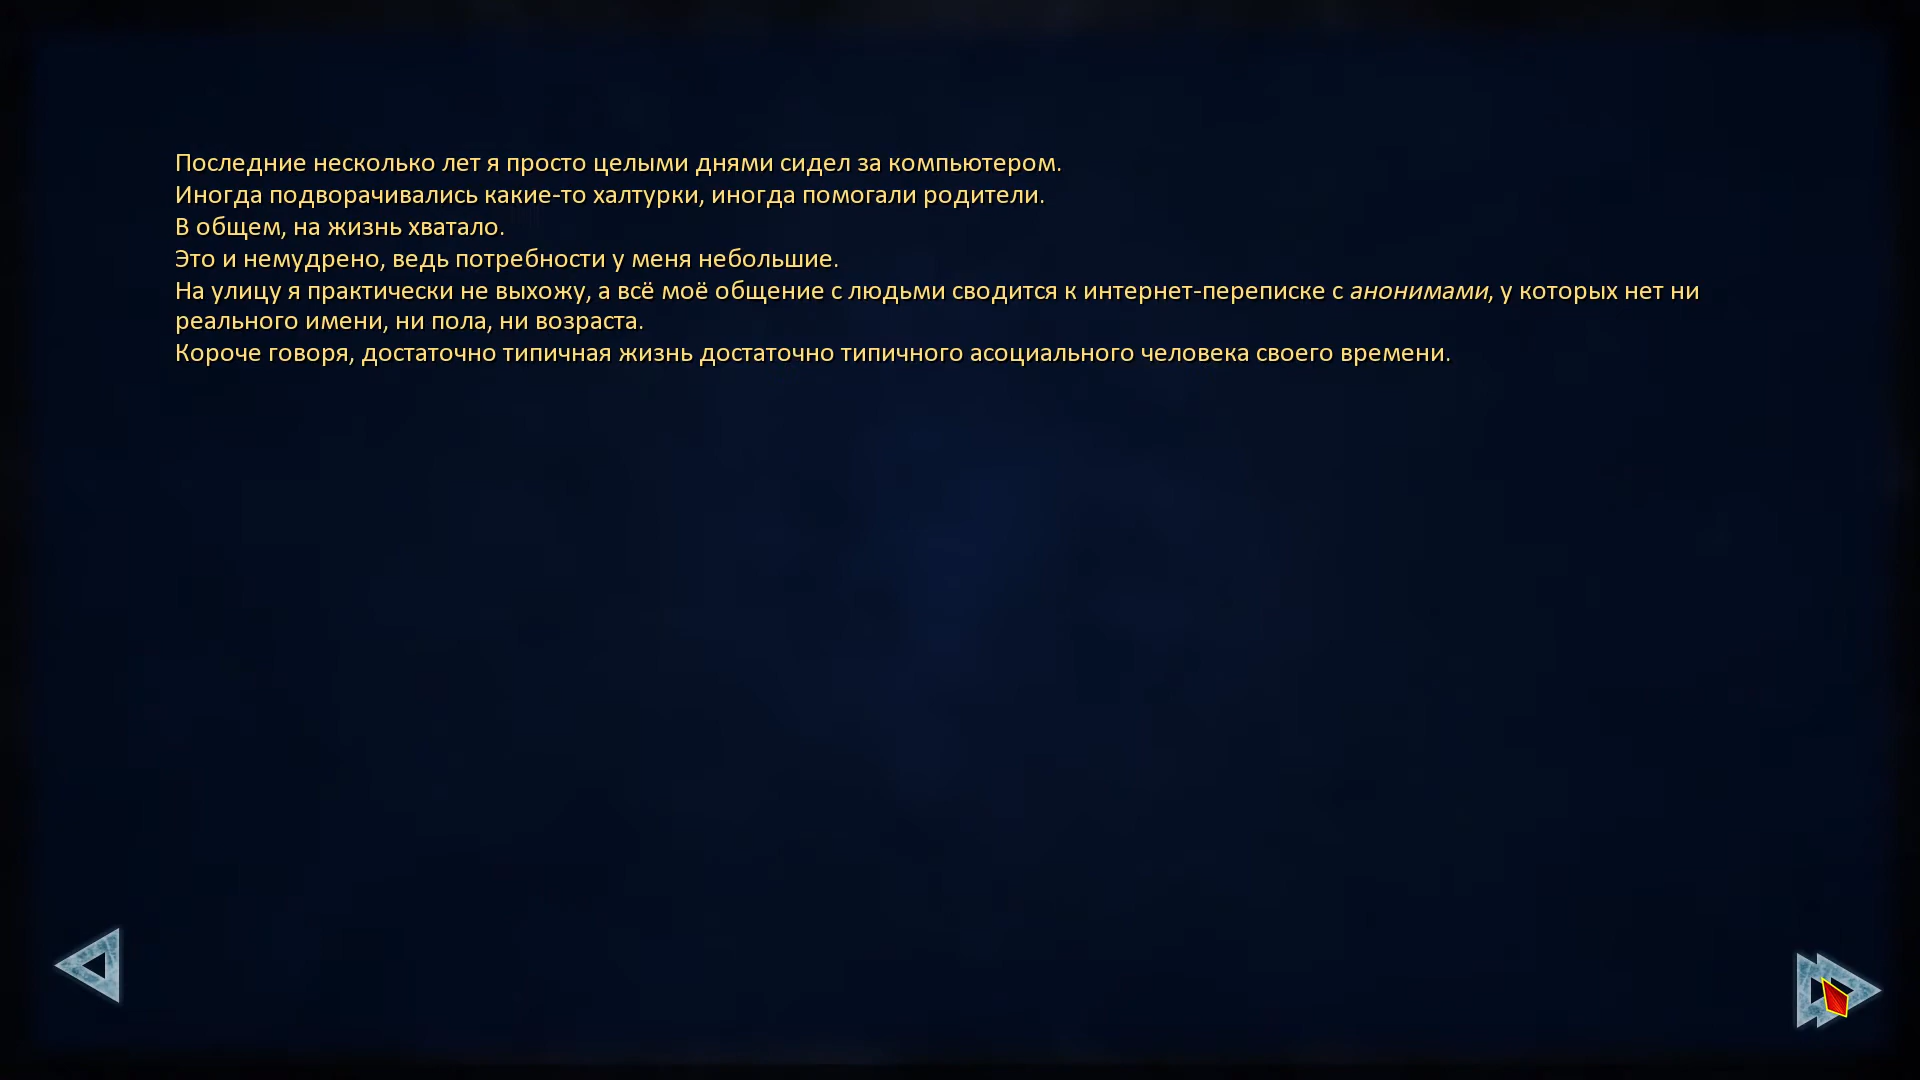 Последние несколько лет я просто целыми днями сидел за компьютером.
Иногда подворачивались какие-то халтурки, иногда помогали родители.
В общем, на жизнь хватало.
Это и немудрено, ведь потребности у меня небольшие.
На улицу я практически не выхожу, а всё моё общение с людьми сводится к интернет-переписке с анонимами, у которых нет ни
реального имени, ни пола, ни возраста.
Короче говоря, достаточно типичная жизнь достаточно типичного асоциального человека своего времени.